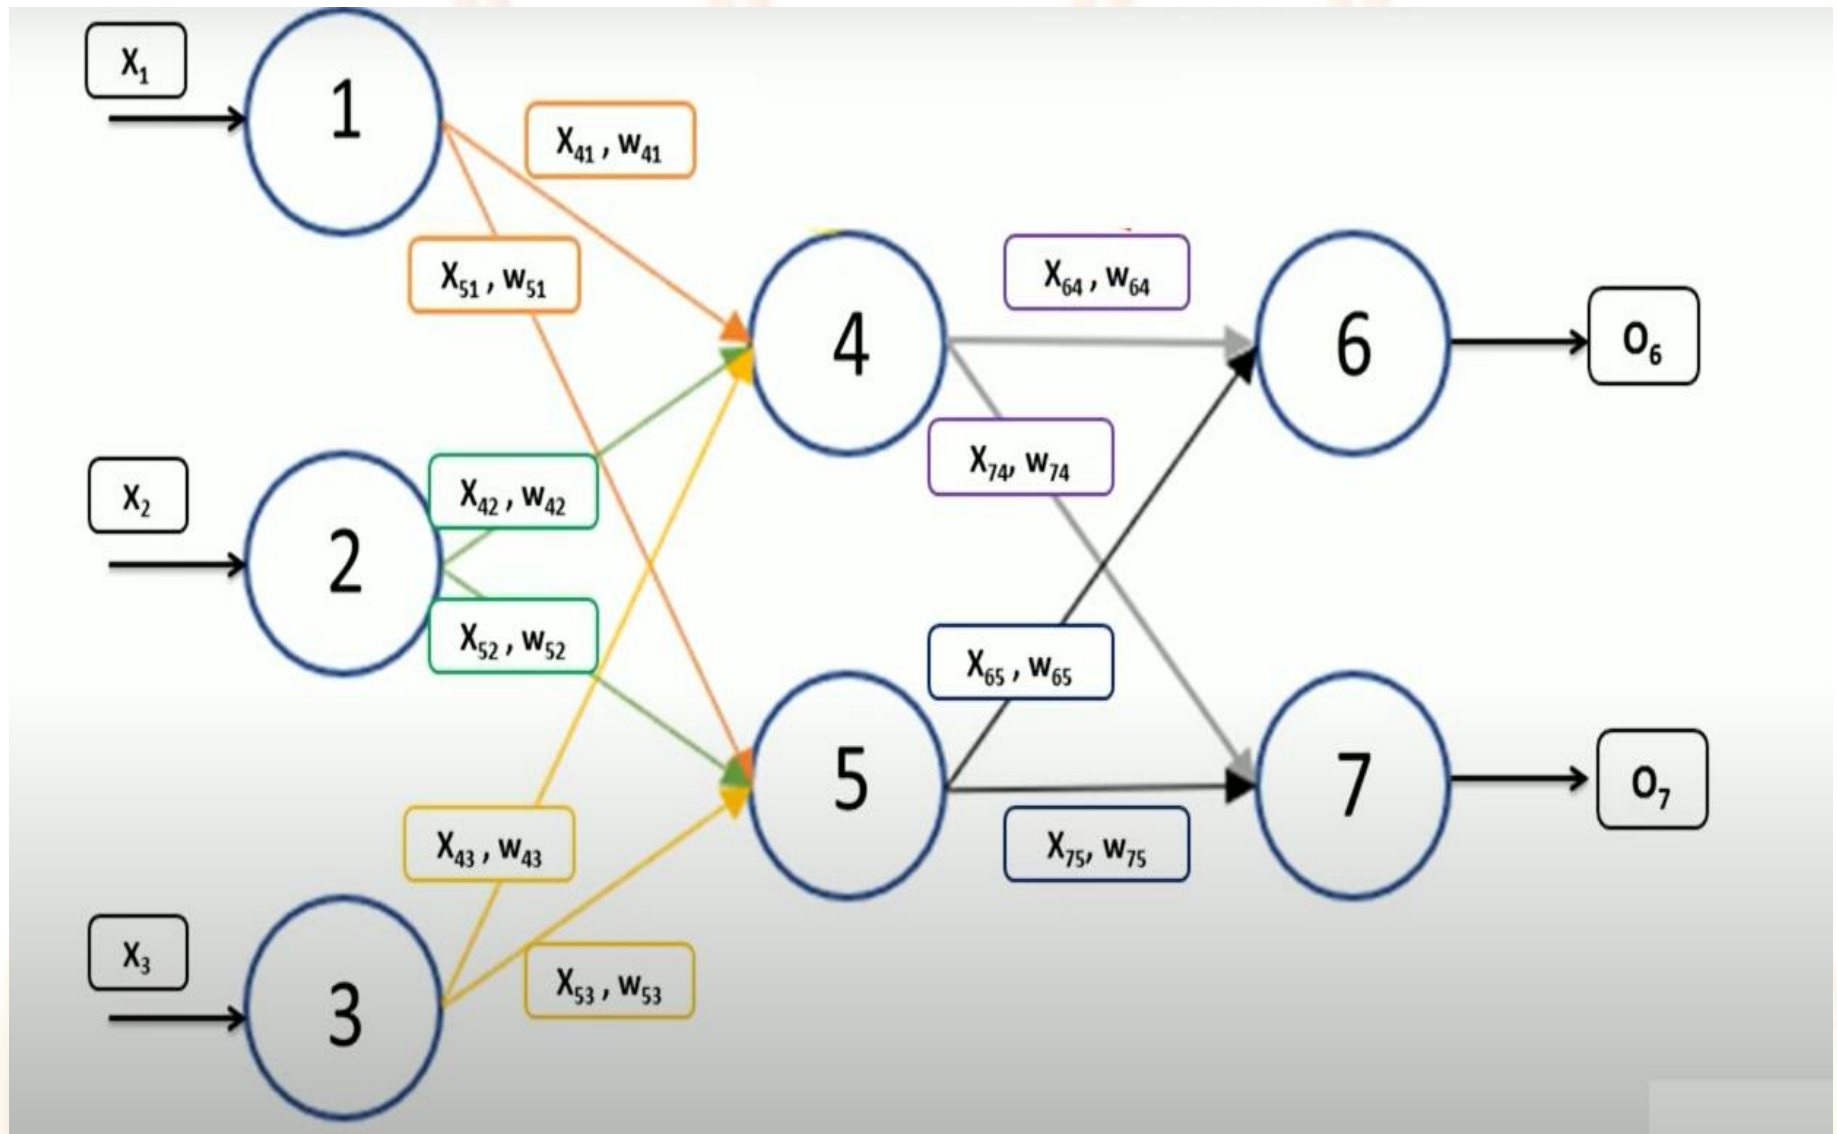 X₁
1
X₄₁ , w₄₁
X₅₁ , w₅₁
4
X₆₄ , w₆₄
6
O₆
X₇₄, w₇₄
X₂
2
X₄₂ , w₄₂
X₅₂ , w₅₂
X₆₅ , w₆₅
5
7
O₇
X₇₅, w₇₅
X₄₃ , w₄₃
X₃
3
X₅₃ , w₅₃